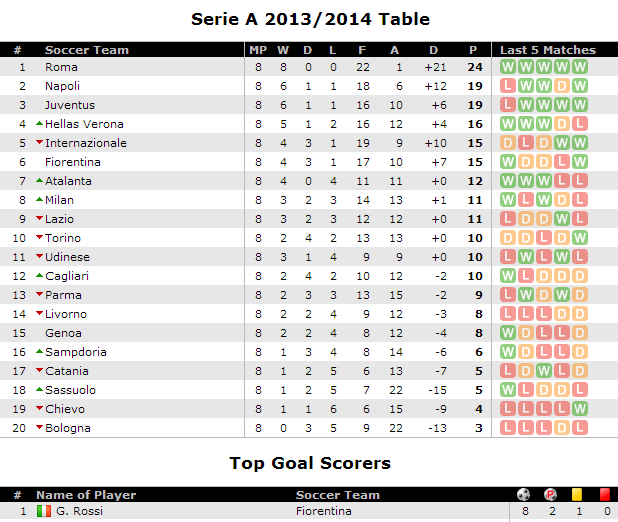 Serie A 2013/2014 Table
# Soccer Team MP W D L F A D P Last 5 Matches
1 Roma 8 8 0 0 22 1 +21 24 W W W W W
2 Napoli 8 6 1 1 18 6 +12 19 L W W D W
3 Juventus 8 6 1 1 16 10 +6 19 L W W W W
4 Hellas Verona 8 5 1 2 16 12 +4 16 W W W D L
5 Internazionale 8 4 3 1 19 9 +10 15 D L D W W
6 Fiorentina 8 4 3 1 17 10 +7 15 W D D L W
7 Atalanta 8 4 0 4 11 11 +0 12 W W W L L
8 Milan 8 3 2 3 14 13 +1 11 W L W D L
9 Lazio 8 3 2 3 12 12 +0 11 L D D W L
10 Torino 8 2 4 2 13 13 +0 10 D D L D W
11 Udinese 8 3 1 4 9 9 +0 10 L W L W L
12 Cagliari 8 2 4 2 10 12 -2 10 W L D D D
13 Parma 8 2 3 3 13 15 -2 9 L W D W D
14 Livorno 8 2 2 4 9 12 -3 8 L L L D D
15 Genoa 8 2 2 4 8 12 -4 8 W D L L D
16 Sampdoria 8 1 3 4 8 14 -6 6 W D L L D
17 Catania 8 1 2 5 6 13 -7 5 L D W L D
18 Sassuolo 8 1 2 5 7 22 -15 5 W L D D L
19 Chievo 8 1 1 6 6 15 -9 4 L L L L W
20 Bologna 8 0 3 5 9 22 -13 3 L L L D L
Top Goal Scorers
# Name of Player Soccer Team P
1 G. Rossi Fiorentina 8 2 1 0